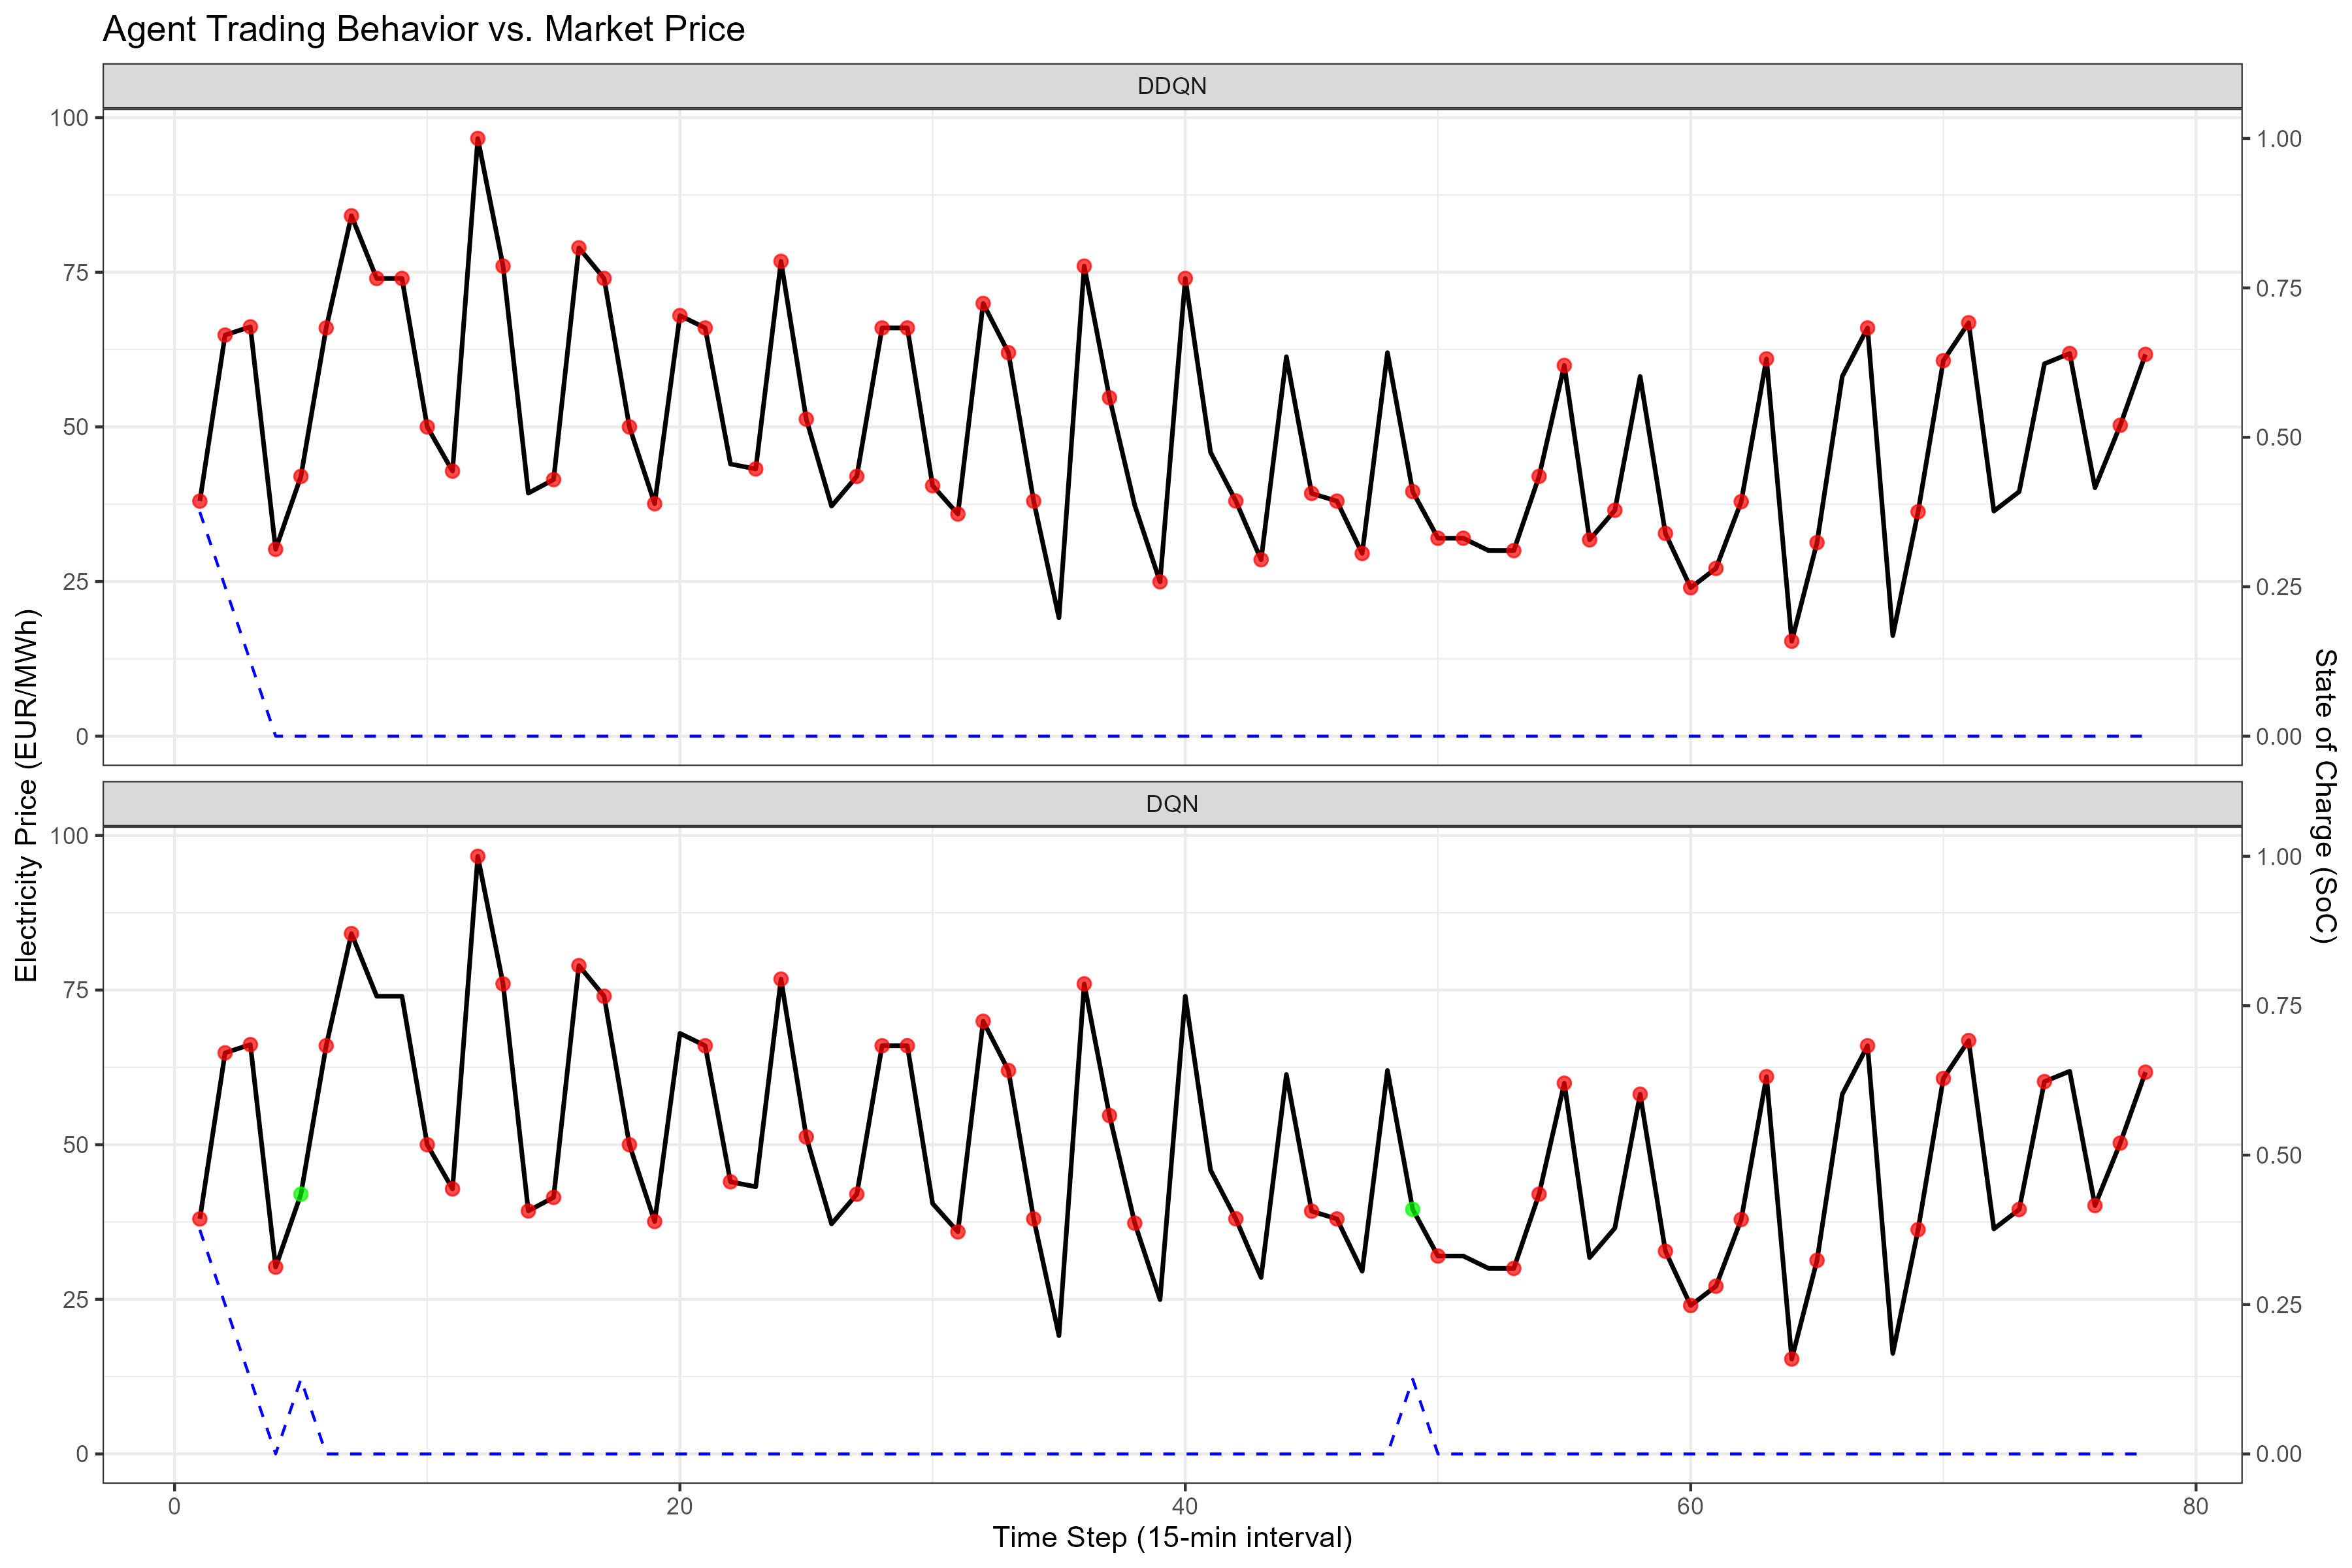 Agent Trading Behavior vs. Market Price
DDQN
100
75
50
25
0
1.00
0.75
0.50
0.25
0.00
DQN
100
75
50
25
0
1.00
0.75
0.50
0.25
0.00
0 20 40 60 80
Time Step (15-min interval)
Electricity Price (EUR/MWh)
State of Charge (SoC)